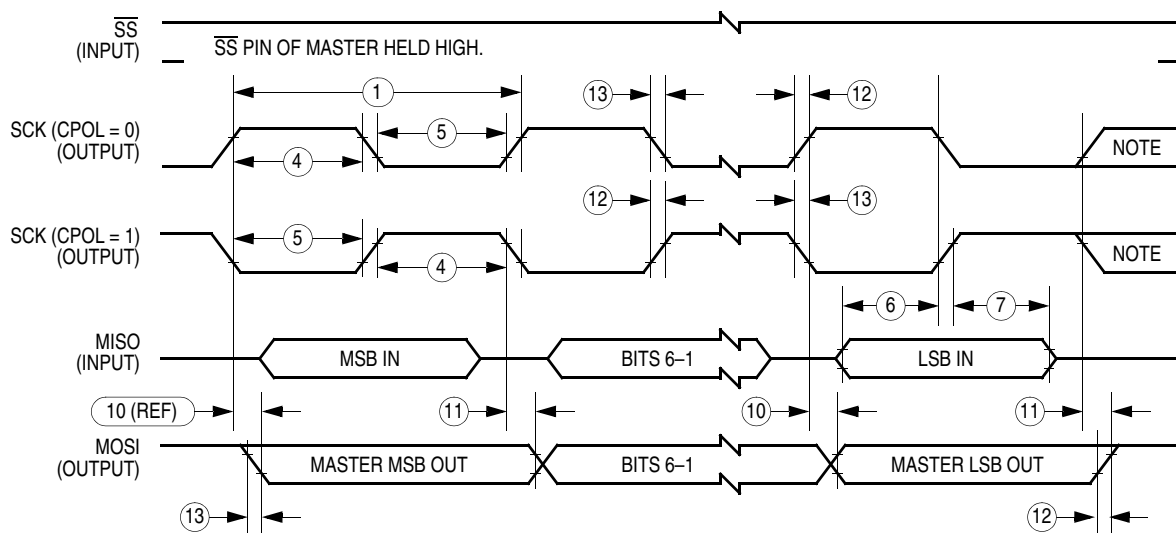 SS
(INPUT)
SS PIN OF MASTER HELD HIGH.
1
13
12
SCK (CPOL = 0)
(OUTPUT)
5
4
NOTE
12
13
SCK (CPOL = 1)
(OUTPUT)
5
4
NOTE
6
7
MISO
(INPUT)
MSB IN
BITS 6–1
LSB IN
10 (REF)
11
10
11
MOSI
(OUTPUT)
MASTER MSB OUT
BITS 6–1
MASTER LSB OUT
13
12